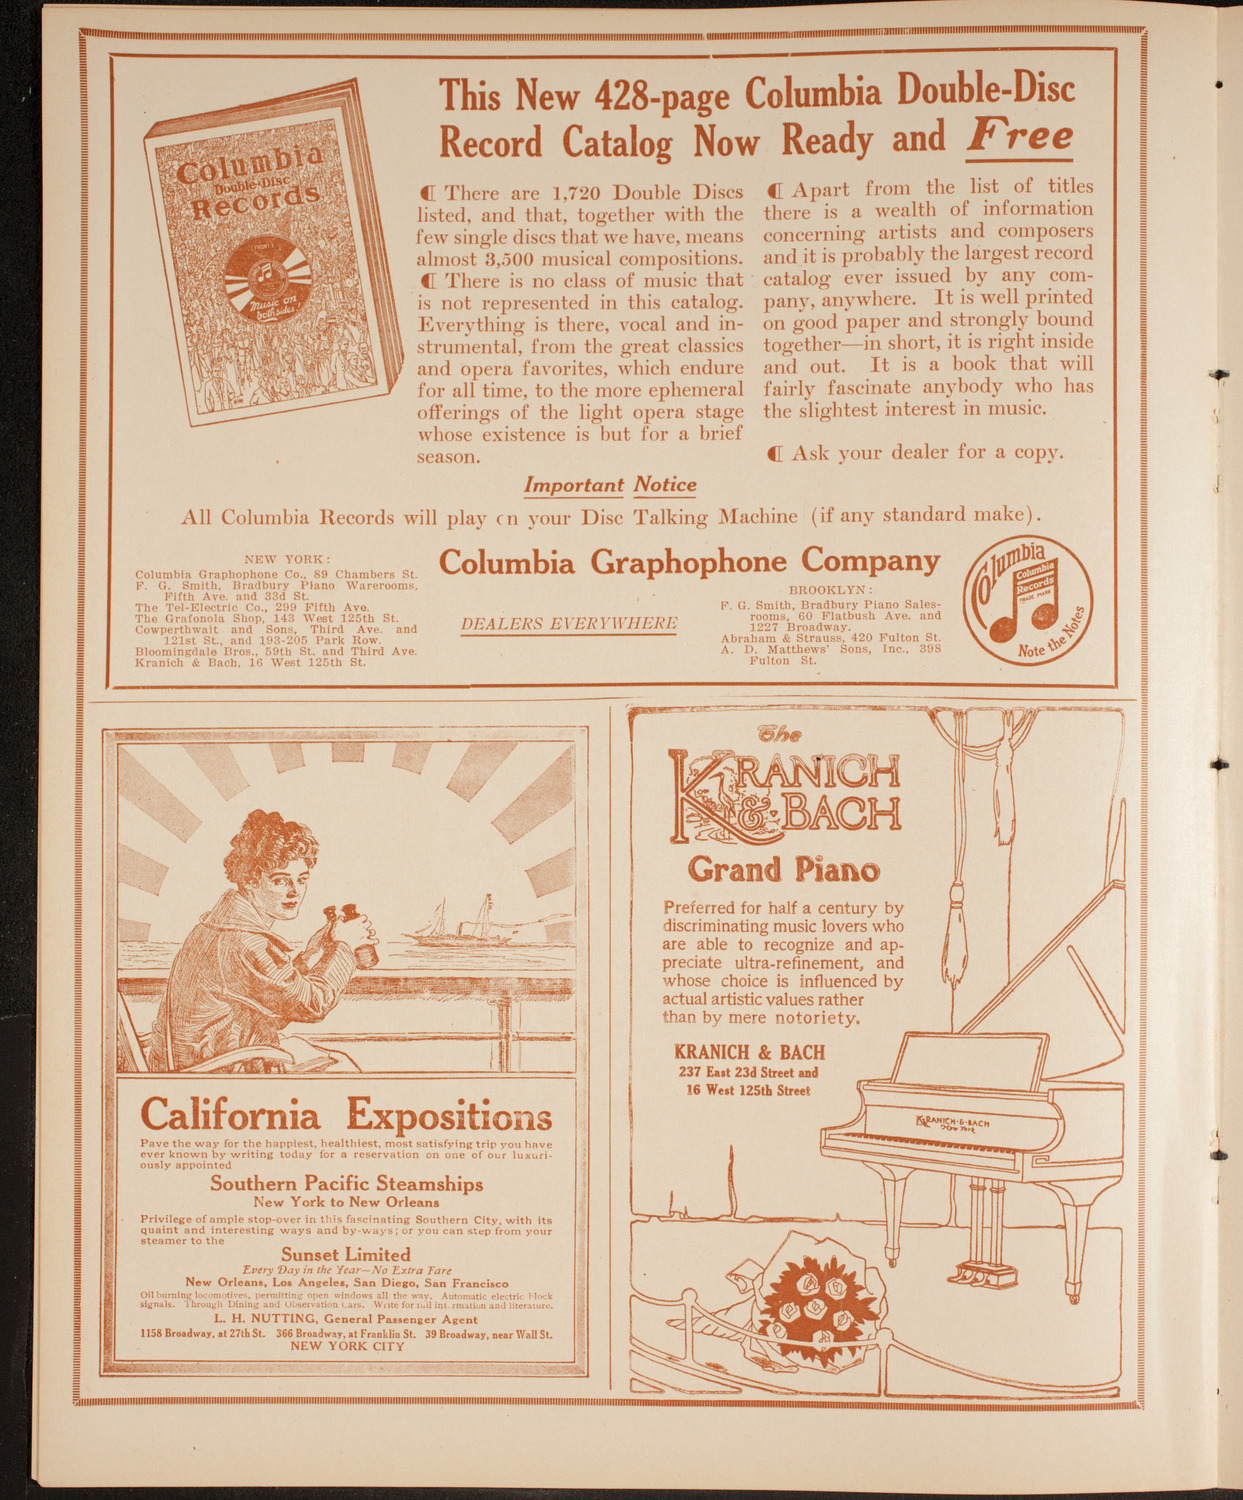 This New 428-page Columbia Double-Disc
Record Catalog Now Ready and Free
Columbia
Double-Disc
Records
Music on
both sides
¶ There are 1,720 Double Discs
listed, and that, together with the
few single discs that we have, means
almost 3,500 musical compositions.
¶ There is no class of music that
is not represented in this catalog.
Everything is there, vocal and in-
strumental, from the great classics
and opera favorites, which endure
for all time, to the more ephemeral
offerings of the light opera stage
whose existence is but for a brief
season.
¶ Apart from the list of titles
there is a wealth of information
concerning artists and composers
and it is probably the largest record
catalog ever issued by any com-
pany, anywhere. It is well printed
on good paper and strongly bound
together—in short, it is right inside
and out. It is a book that will
fairly fascinate anybody who has
the slightest interest in music.
¶ Ask your dealer for a copy.
Important Notice
All Columbia Records will play on your Disc Talking Machine (if any standard make).
Columbia Graphophone Company
NEW YORK:
Columbia Graphophone Co., 89 Chambers St.
F. G. Smith, Bradbury Piano Warerooms,
Fifth Ave. and 33d St.
The Tel-Electric Co., 299 Fifth Ave.
The Grafonola Shop, 143 West 125th St.
Cowperthwait and Sons, Third Ave. and
121st St., and 193-205 Park Row.
Bloomingdale Bros., 59th St. and Third Ave.
Kranich & Bach, 16 West 125th St.
DEALERS EVERYWHERE
BROOKLYN:
F. G. Smith, Bradbury Piano Sales-
rooms, 60 Flatbush Ave. and
1227 Broadway.
Abraham & Strauss, 420 Fulton St.
A. D. Matthews' Sons, Inc., 398
Fulton St.
Columbia
Columbia
Records
TRADE MARK
Note the Notes
California Expositions
Pave the way for the happiest, healthiest, most satisfying trip you have
ever known by writing today for a reservation on one of our luxuri-
ously appointed
Southern Pacific Steamships
New York to New Orleans
Privilege of ample stop-over in this fascinating Southern City, with its
quaint and interesting ways and by-ways; or you can step from your
steamer to the
Sunset Limited
Every Day in the Year—No Extra Fare
New Orleans, Los Angeles, San Diego, San Francisco
Oil burning locomotives, permitting open windows all the way. Automatic electric block
signals. Through Dining and Observation Cars. Write for full information and literature.
L. H. NUTTING, General Passenger Agent
1158 Broadway, at 27th St. 366 Broadway, at Franklin St. 39 Broadway, near Wall St.
NEW YORK CITY
The
KRANICH
& BACH
Grand Piano
Preferred for half a century by
discriminating music lovers who
are able to recognize and ap-
preciate ultra-refinement, and
whose choice is influenced by
actual artistic values rather
than by mere notoriety.
KRANICH & BACH
237 East 23d Street and
16 West 125th Street
KRANICH-&-BACH
New York